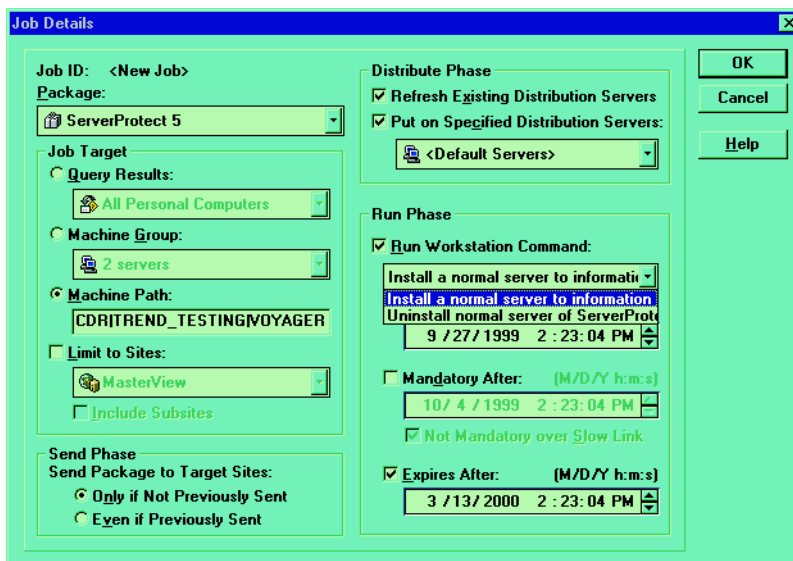 Job Details
Job ID: <New Job>
Package:
ServerProtect 5
Job Target
Query Results:
All Personal Computers
Machine Group:
2 servers
Machine Path:
CDR|TREND_TESTING|VOYAGER
Limit to Sites:
MasterView
Include Subsites
Send Phase
Send Package to Target Sites:
Only if Not Previously Sent
Even if Previously Sent
Distribute Phase
Refresh Existing Distribution Servers
Put on Specified Distribution Servers:
<Default Servers>
Run Phase
Run Workstation Command:
Install a normal server to informatio
Install a normal server to information
Uninstall normal server of ServerProte
9 / 27 / 1999 2 : 23: 04 PM
Mandatory After: (M/D/Y h:m:s)
10/ 4 / 1999 2 : 23: 04 PM
Not Mandatory over Slow Link
Expires After: (M/D/Y h:m:s)
3 / 13/ 2000 2 : 23: 04 PM
OK
Cancel
Help